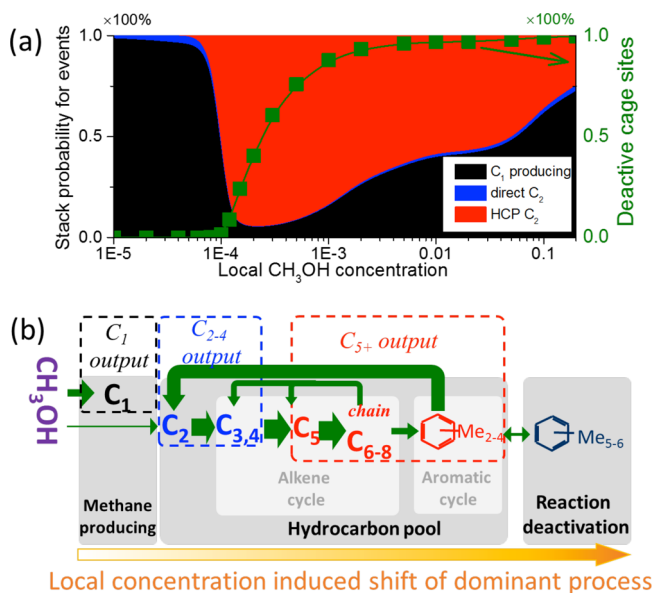 (a)
×100%
×100%
Stack probability for events
1.0
0.5
0.0
1.0
0.5
0.0
Deactive cage sites
C₁ producing
direct C₂
HCP C₂
1E-5
1E-4
1E-3
0.01
0.1
Local CH₃OH concentration
(b)
C₁ output
C₂₋₄ output
C₅₊ output
CH₃OH
C₁
C₂
C₃,₄
C₅
chain
C₆₋₈
Me₂₋₄
Me₅₋₆
Alkene cycle
Aromatic cycle
Methane producing
Hydrocarbon pool
Reaction deactivation
Local concentration induced shift of dominant process